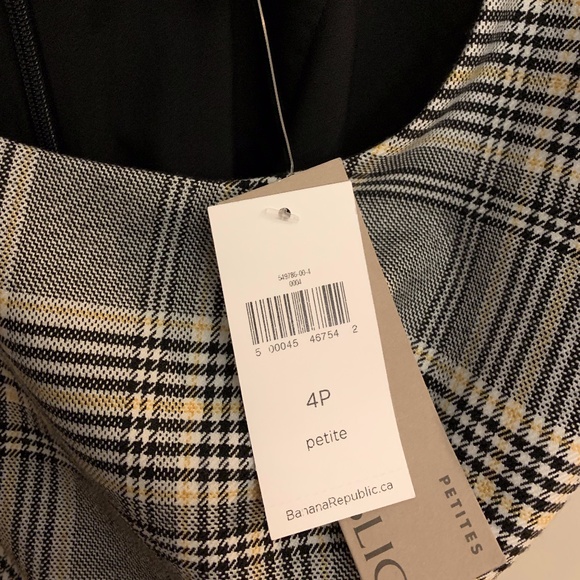 549786-00-4
0004
5 00045 46754 2
4P
petite
BananaRepublic.ca
PETITES